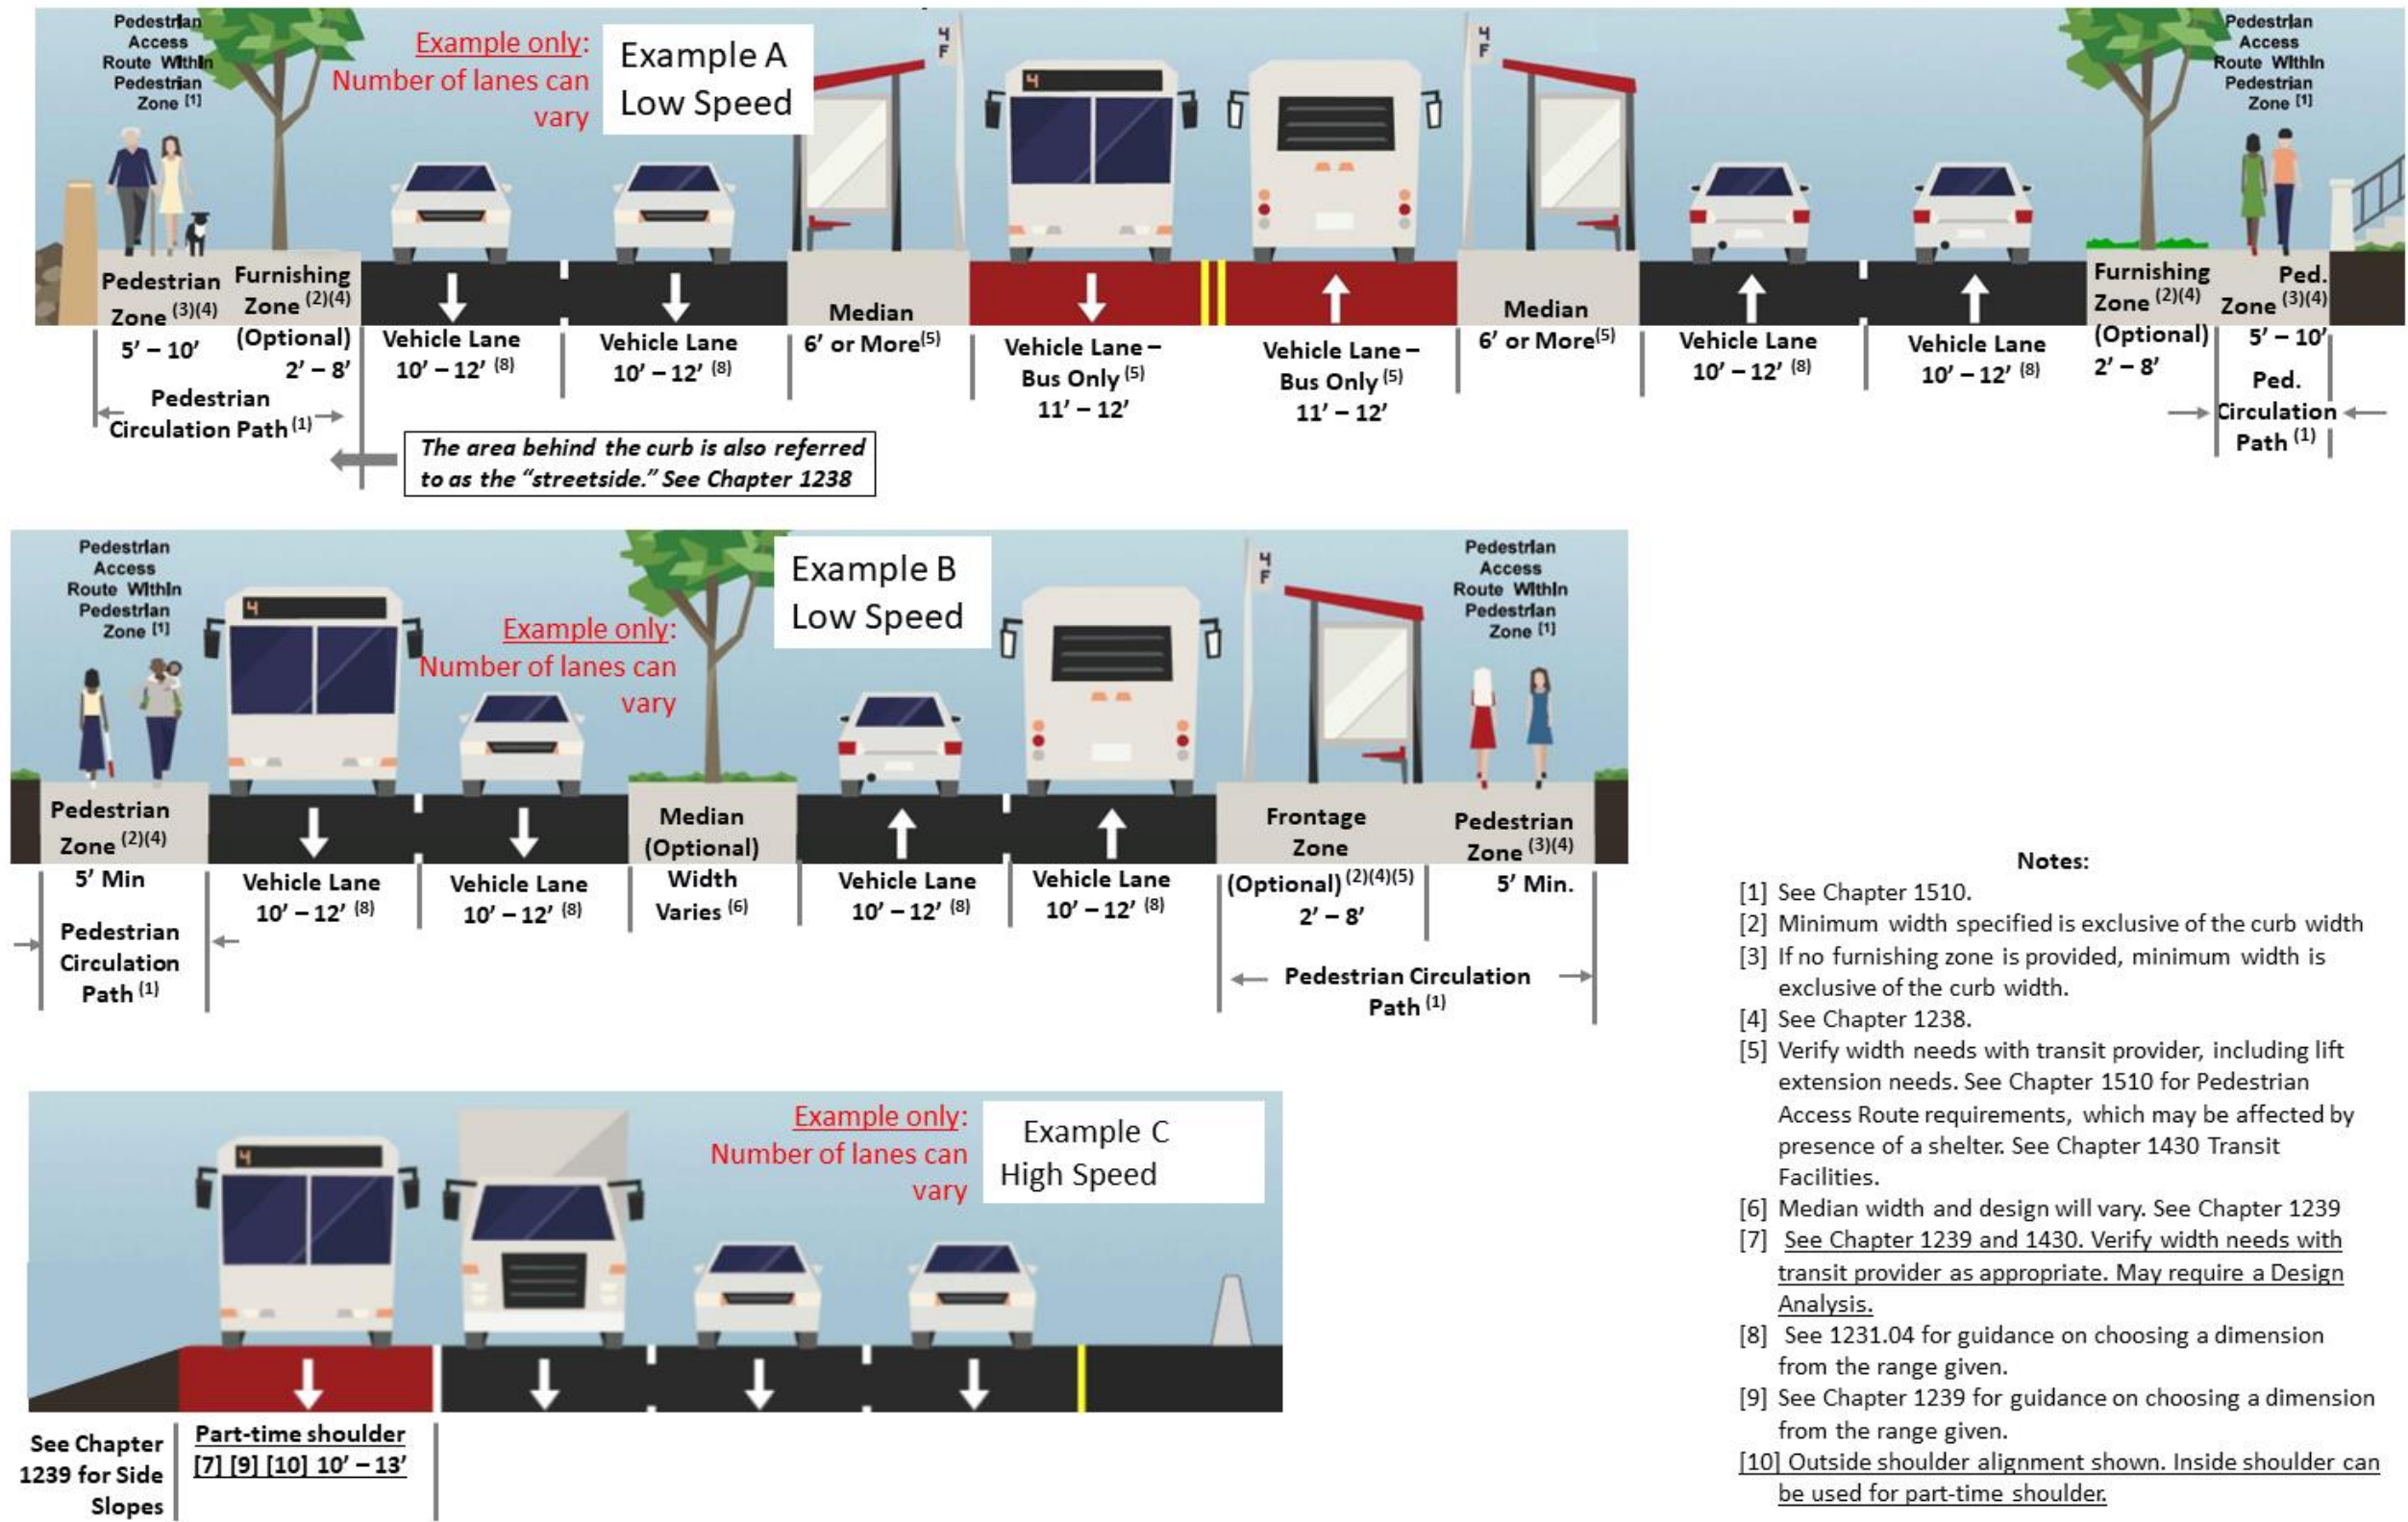 Pedestrian
Access
Route Within
Pedestrian
Zone [1]
Example only:
Number of lanes can
vary
Example A
Low Speed
4
F
4
4
F
Pedestrian
Access
Route Within
Pedestrian
Zone [1]
Pedestrian
Zone (3)(4)
5' – 10'
Furnishing
Zone (2)(4)
(Optional)
2' – 8'
Vehicle Lane
10' – 12' (8)
Vehicle Lane
10' – 12' (8)
Median
6' or More(5)
Vehicle Lane –
Bus Only (5)
11' – 12'
Vehicle Lane –
Bus Only (5)
11' – 12'
Median
6' or More(5)
Vehicle Lane
10' – 12' (8)
Vehicle Lane
10' – 12' (8)
Furnishing
Zone (2)(4)
(Optional)
2' – 8'
Ped.
Zone (3)(4)
5' – 10'
Pedestrian
Circulation Path (1)
Ped.
Circulation
Path (1)
The area behind the curb is also referred
to as the “streetside.” See Chapter 1238
Pedestrian
Access
Route Within
Pedestrian
Zone [1]
4
Example only:
Number of lanes can
vary
Example B
Low Speed
4
F
Pedestrian
Access
Route Within
Pedestrian
Zone [1]
Pedestrian
Zone (2)(4)
5' Min
Vehicle Lane
10' – 12' (8)
Vehicle Lane
10' – 12' (8)
Median
(Optional)
Width
Varies (6)
Vehicle Lane
10' – 12' (8)
Vehicle Lane
10' – 12' (8)
Frontage
Zone
(Optional) (2)(4)(5)
2' – 8'
Pedestrian
Zone (3)(4)
5' Min.
Pedestrian
Circulation
Path (1)
Pedestrian Circulation
Path (1)
4
Example only:
Number of lanes can
vary
Example C
High Speed
See Chapter
1239 for Side
Slopes
Part-time shoulder
[7] [9] [10] 10' – 13'
Notes:
[1] See Chapter 1510.
[2] Minimum width specified is exclusive of the curb width
[3] If no furnishing zone is provided, minimum width is
exclusive of the curb width.
[4] See Chapter 1238.
[5] Verify width needs with transit provider, including lift
extension needs. See Chapter 1510 for Pedestrian
Access Route requirements, which may be affected by
presence of a shelter. See Chapter 1430 Transit
Facilities.
[6] Median width and design will vary. See Chapter 1239
[7] See Chapter 1239 and 1430. Verify width needs with
transit provider as appropriate. May require a Design
Analysis.
[8] See 1231.04 for guidance on choosing a dimension
from the range given.
[9] See Chapter 1239 for guidance on choosing a dimension
from the range given.
[10] Outside shoulder alignment shown. Inside shoulder can
be used for part-time shoulder.